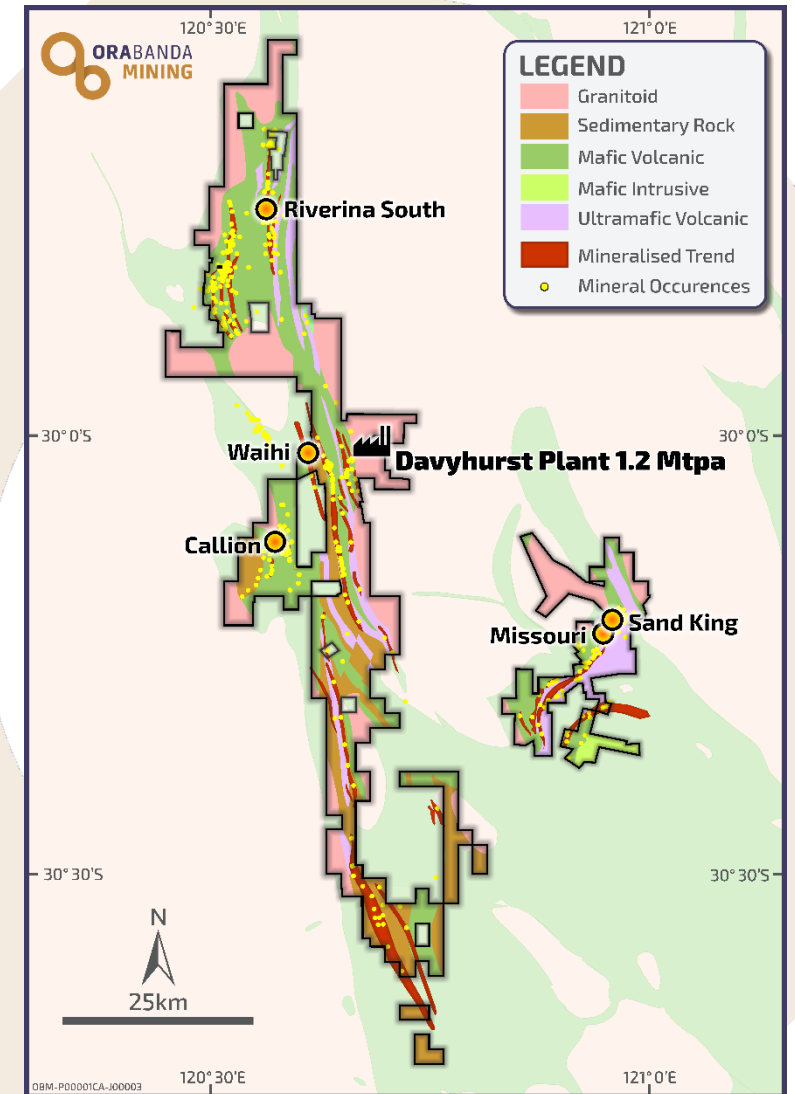 120°30'E
121°0'E
ORABANDA
MINING
LEGEND
Granitoid
Sedimentary Rock
Mafic Volcanic
Mafic Intrusive
Ultramafic Volcanic
Mineralised Trend
Mineral Occurences
Riverina South
30°0'S
30°0'S
Waihi
Davyhurst Plant 1.2 Mtpa
Callion
Sand King
Missouri
30°30'S
30°30'S
N
25km
120°30'E
121°0'E
OBM-P00001CA-J00003